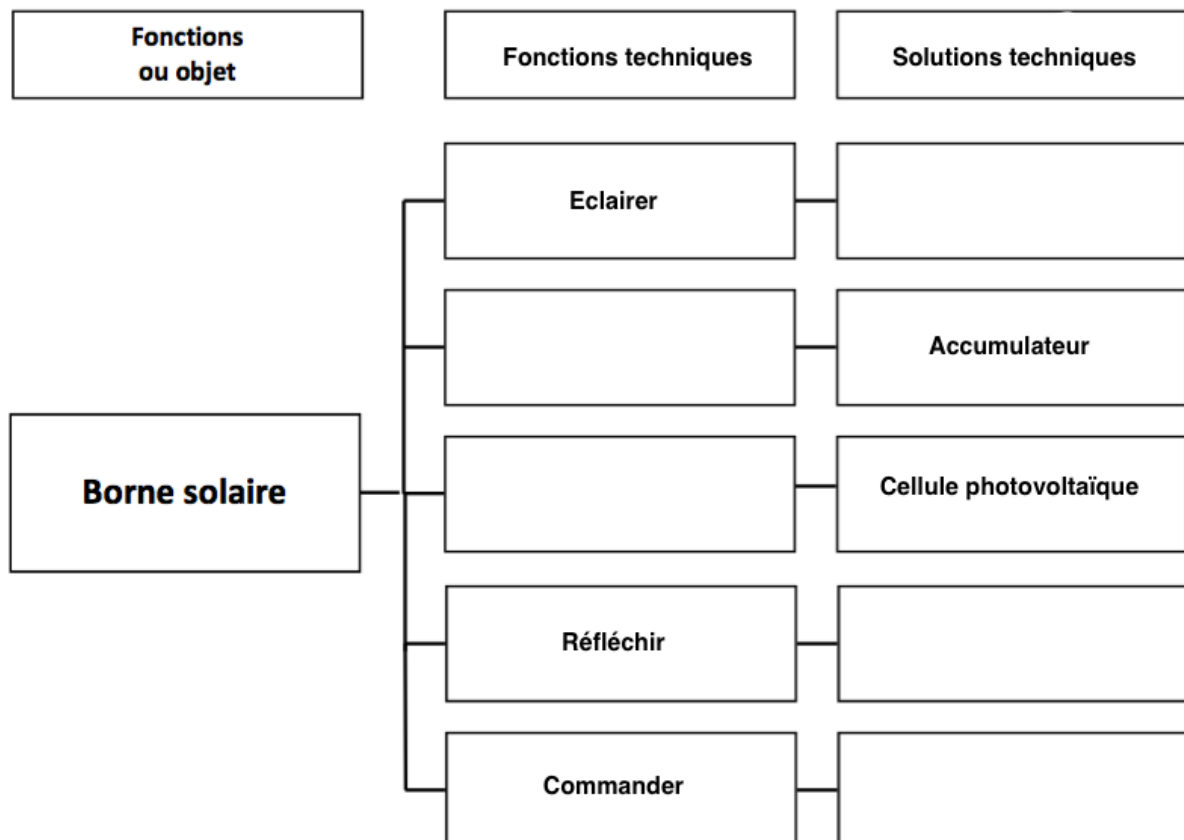 Fonctions
ou objet
Fonctions techniques
Solutions techniques
Eclairer
Accumulateur
Borne solaire
Cellule photovoltaïque
Réfléchir
Commander